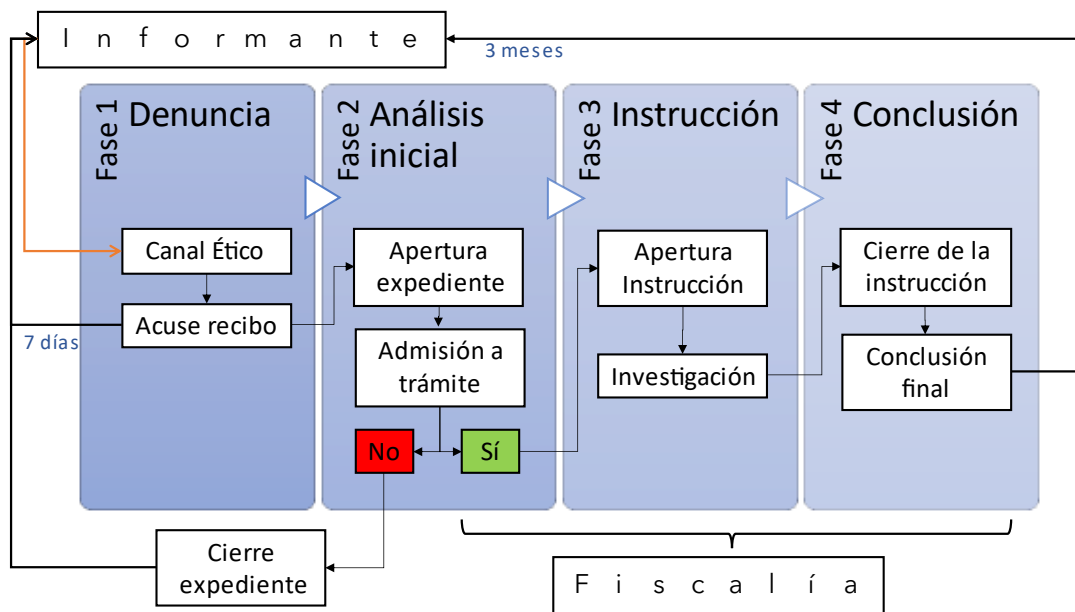 I n f o r m a n t e
3 meses
Fase 1
Denuncia
Canal Ético
Acuse recibo
7 días
Fase 2
Análisis
inicial
Apertura
expediente
Admisión a
trámite
No
Sí
Cierre
expediente
Fase 3
Instrucción
Apertura
Instrucción
Investigación
Fase 4
Conclusión
Cierre de la
instrucción
Conclusión
final
F i s c a l í a